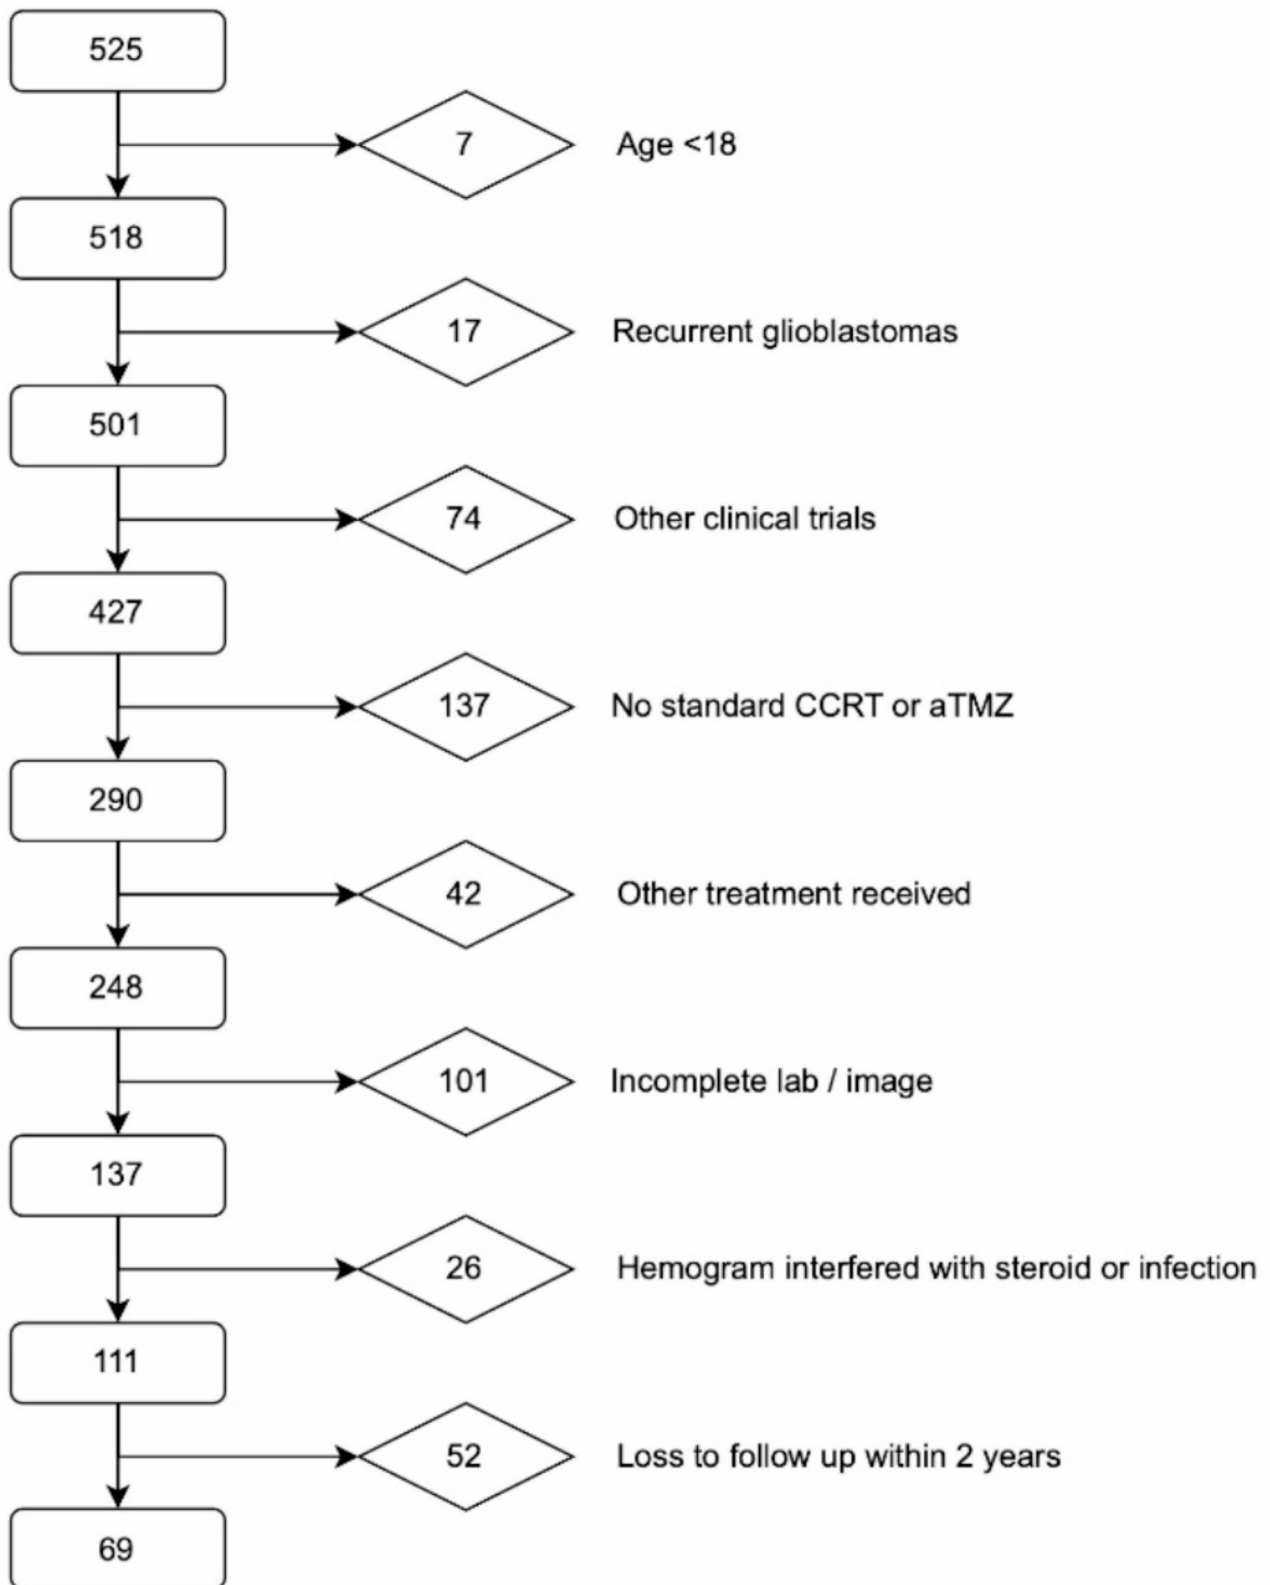 525
7 Age <18
518
17 Recurrent glioblastomas
501
74 Other clinical trials
427
137 No standard CCRT or aTMZ
290
42 Other treatment received
248
101 Incomplete lab / image
137
26 Hemogram interfered with steroid or infection
111
52 Loss to follow up within 2 years
69